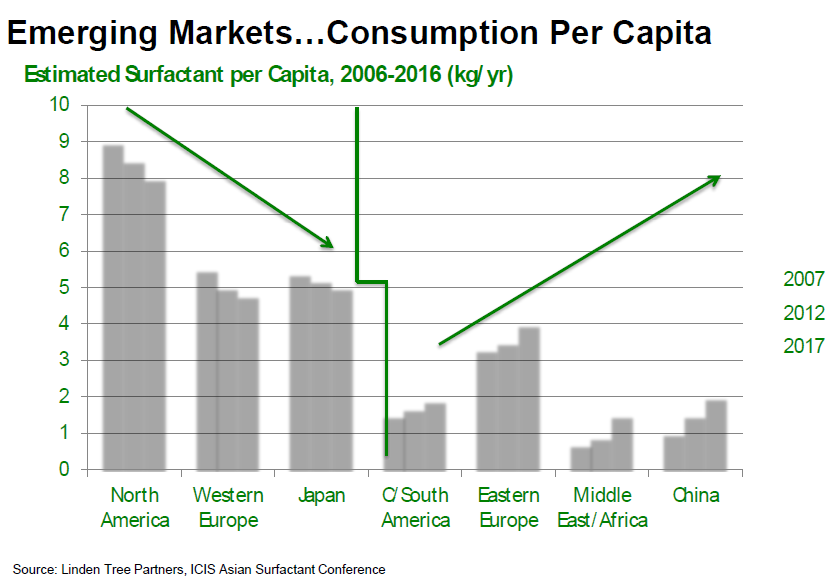 Emerging Markets…Consumption Per Capita
Estimated Surfactant per Capita, 2006-2016 (kg/yr)
10
9
8
7
6
5
4
3
2
1
0
2007
2012
2017
North America
Western Europe
Japan
C/South America
Eastern Europe
Middle East/Africa
China
Source: Linden Tree Partners, ICIS Asian Surfactant Conference